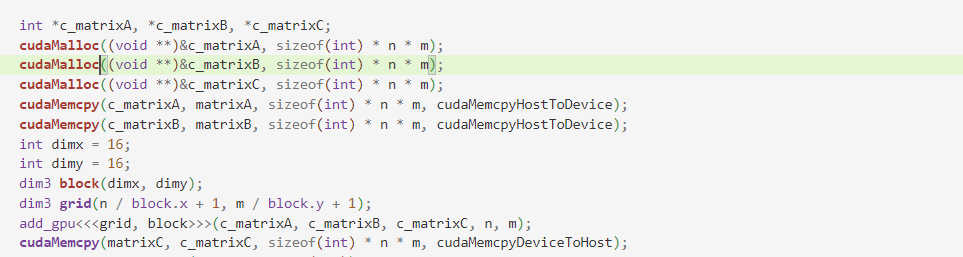 int *c_matrixA, *c_matrixB, *c_matrixC;
cudaMalloc((void **)&c_matrixA, sizeof(int) * n * m);
cudaMalloc((void **)&c_matrixB, sizeof(int) * n * m);
cudaMalloc((void **)&c_matrixC, sizeof(int) * n * m);
cudaMemcpy(c_matrixA, matrixA, sizeof(int) * n * m, cudaMemcpyHostToDevice);
cudaMemcpy(c_matrixB, matrixB, sizeof(int) * n * m, cudaMemcpyHostToDevice);
int dimx = 16;
int dimy = 16;
dim3 block(dimx, dimy);
dim3 grid(n / block.x + 1, m / block.y + 1);
add_gpu<<<grid, block>>>(c_matrixA, c_matrixB, c_matrixC, n, m);
cudaMemcpy(matrixC, c_matrixC, sizeof(int) * n * m, cudaMemcpyDeviceToHost);